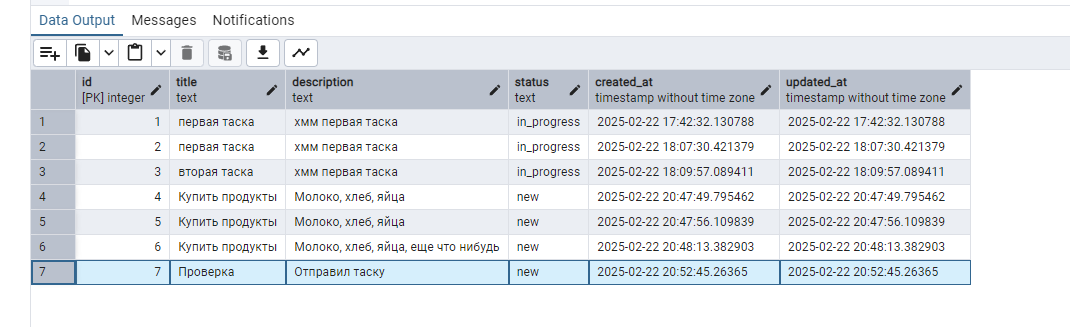 Data Output Messages Notifications
id title description status created_at updated_at
[PK] integer text text text timestamp without time zone timestamp without time zone
1 1 первая таска хмм первая таска in_progress 2025-02-22 17:42:32.130788 2025-02-22 17:42:32.130788
2 2 первая таска хмм первая таска in_progress 2025-02-22 18:07:30.421379 2025-02-22 18:07:30.421379
3 3 вторая таска хмм первая таска in_progress 2025-02-22 18:09:57.089411 2025-02-22 18:09:57.089411
4 4 Купить продукты Молоко, хлеб, яйца new 2025-02-22 20:47:49.795462 2025-02-22 20:47:49.795462
5 5 Купить продукты Молоко, хлеб, яйца new 2025-02-22 20:47:56.109839 2025-02-22 20:47:56.109839
6 6 Купить продукты Молоко, хлеб, яйца, еще что нибудь new 2025-02-22 20:48:13.382903 2025-02-22 20:48:13.382903
7 7 Проверка Отправил таску new 2025-02-22 20:52:45.26365 2025-02-22 20:52:45.26365